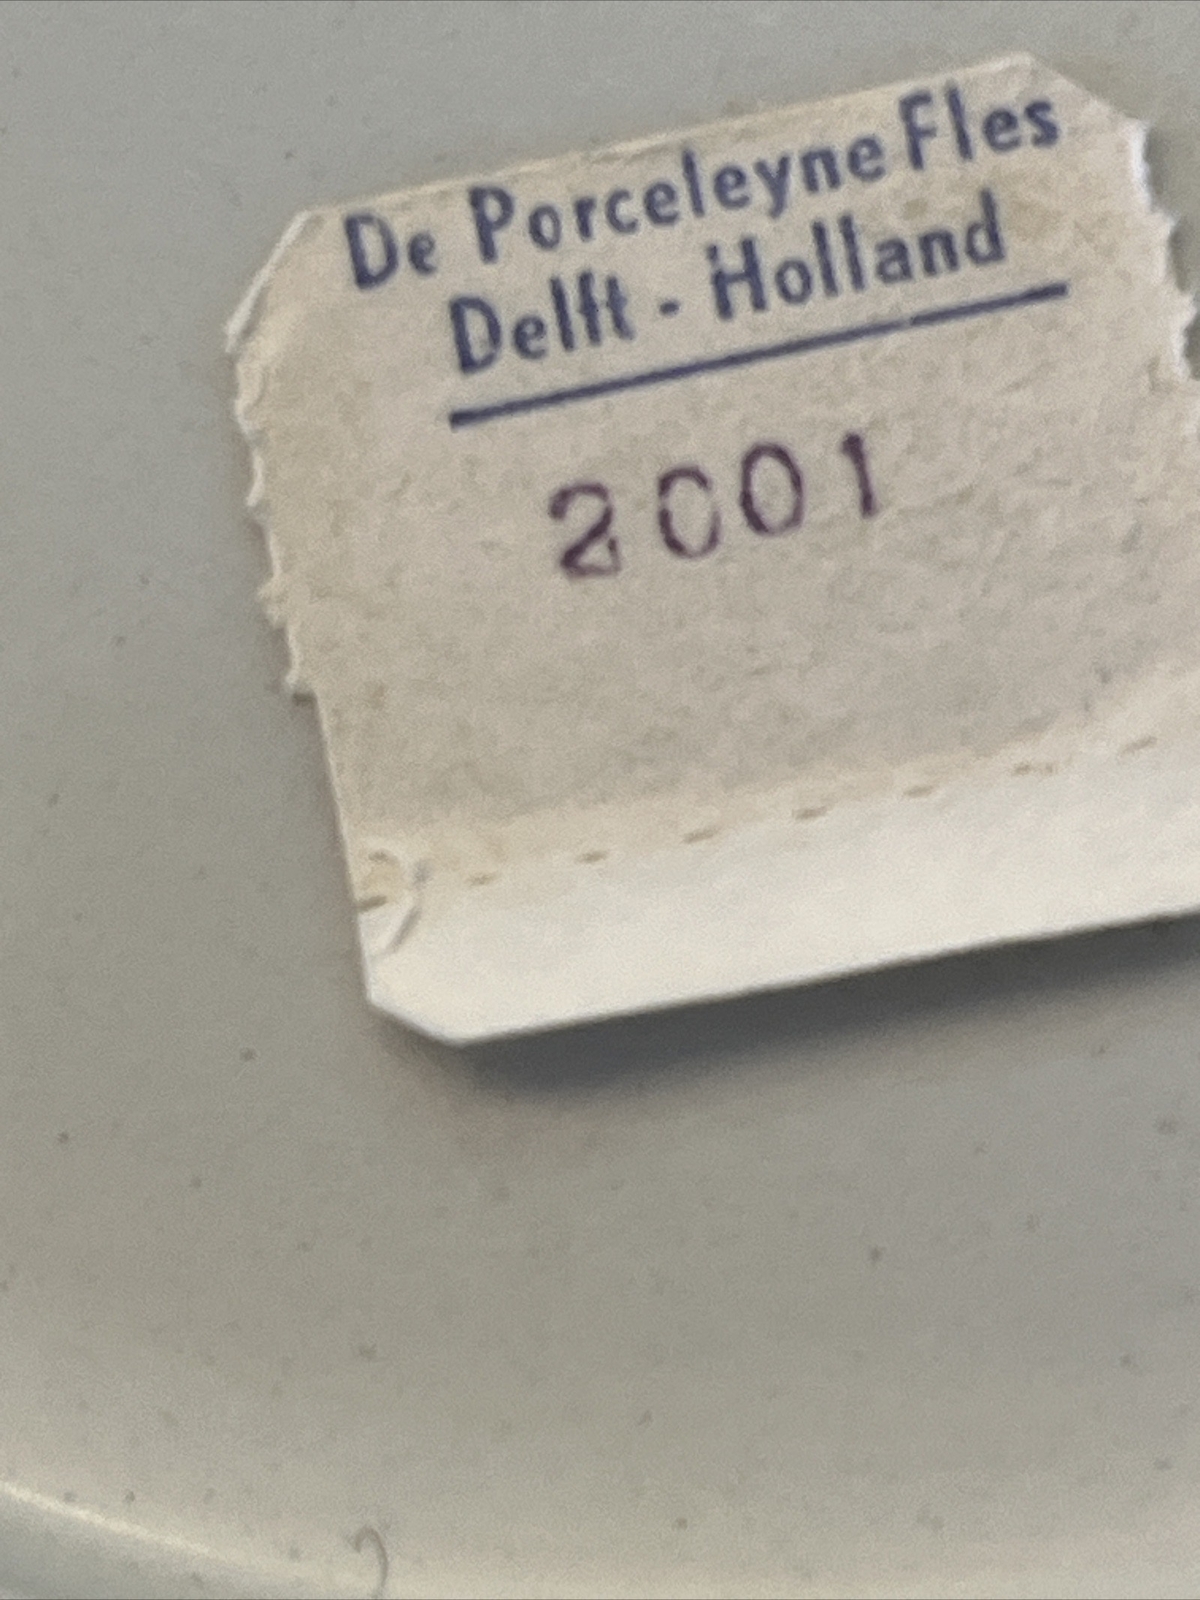 De Porceleyne Fles
Delft - Holland
2001